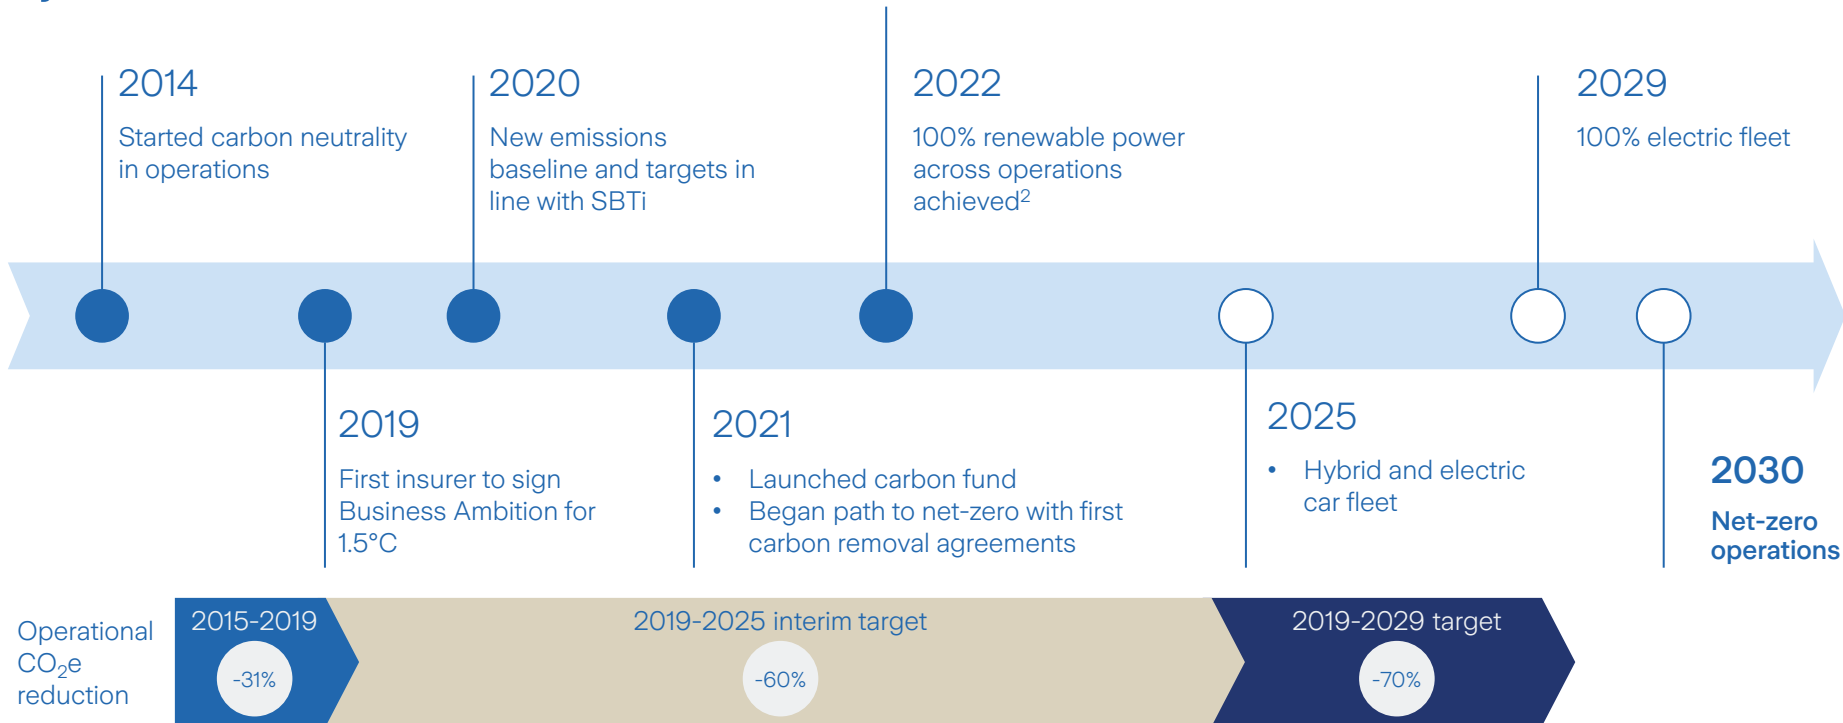 2014
Started carbon neutrality
in operations
2020
New emissions
baseline and targets in
line with SBTi
2022
100% renewable power
across operations
achieved²
2029
100% electric fleet
2019
First insurer to sign
Business Ambition for
1.5°C
2021
• Launched carbon fund
• Began path to net-zero with first
carbon removal agreements
2025
• Hybrid and electric
car fleet
2030
Net-zero
operations
Operational
CO₂e
reduction
2015-2019
-31%
2019-2025 interim target
-60%
2019-2029 target
-70%